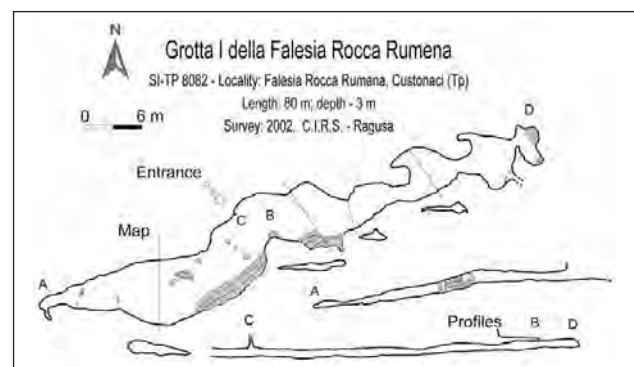 N
Grotta I della Falesia Rocca Rumena
SI-TP 8082 - Locality: Falesia Rocca Rumena, Custonaci (Tp)
Length: 80 m; depth - 3 m
Survey: 2002, C.I.R.S. - Ragusa
0 6 m
D
Entrance
C B
Map
A
A
Profiles B D
C